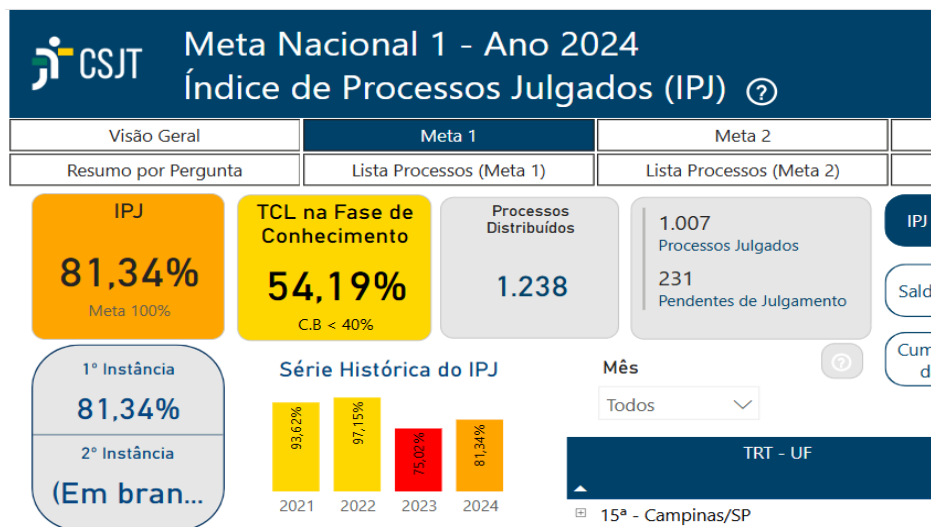 CSJT
Meta Nacional 1 - Ano 2024
Índice de Processos Julgados (IPJ) ?
Visão Geral
Meta 1
Meta 2
Resumo por Pergunta
Lista Processos (Meta 1)
Lista Processos (Meta 2)
IPJ
81,34%
Meta 100%
TCL na Fase de
Conhecimento
54,19%
C.B < 40%
Processos
Distribuídos
1.238
1.007
Processos Julgados
231
Pendentes de Julgamento
IPJ
Sald
Cum
d
1º Instância
81,34%
2º Instância
(Em bran...
Série Histórica do IPJ
93,62%
97,15%
75,02%
81,34%
2021
2022
2023
2024
Mês
?
Todos
TRT - UF
15ª - Campinas/SP